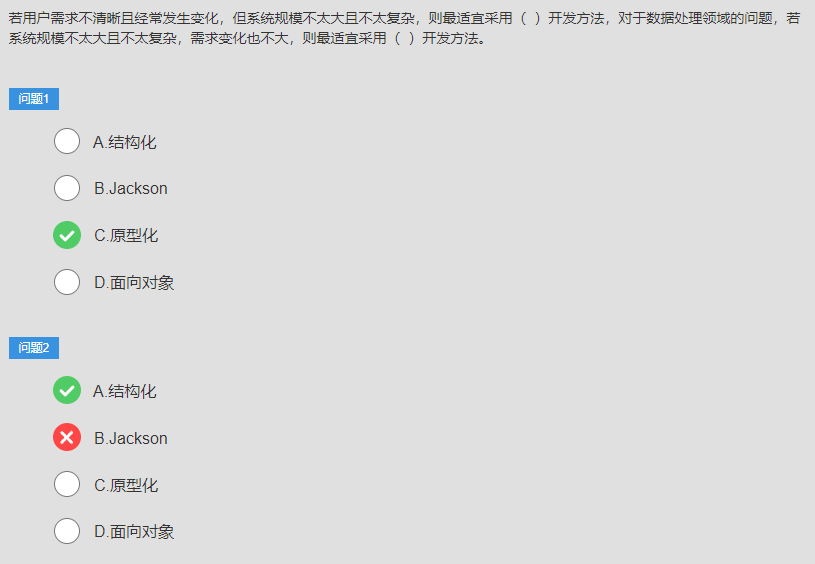 若用户需求不清晰且经常发生变化，但系统规模不太大且不太复杂，则最适宜采用（ ）开发方法，对于数据处理领域的问题，若
系统规模不太大且不太复杂，需求变化也不大，则最适宜采用（ ）开发方法。
问题1
A.结构化
B.Jackson
C.原型化
D.面向对象
问题2
A.结构化
B.Jackson
C.原型化
D.面向对象